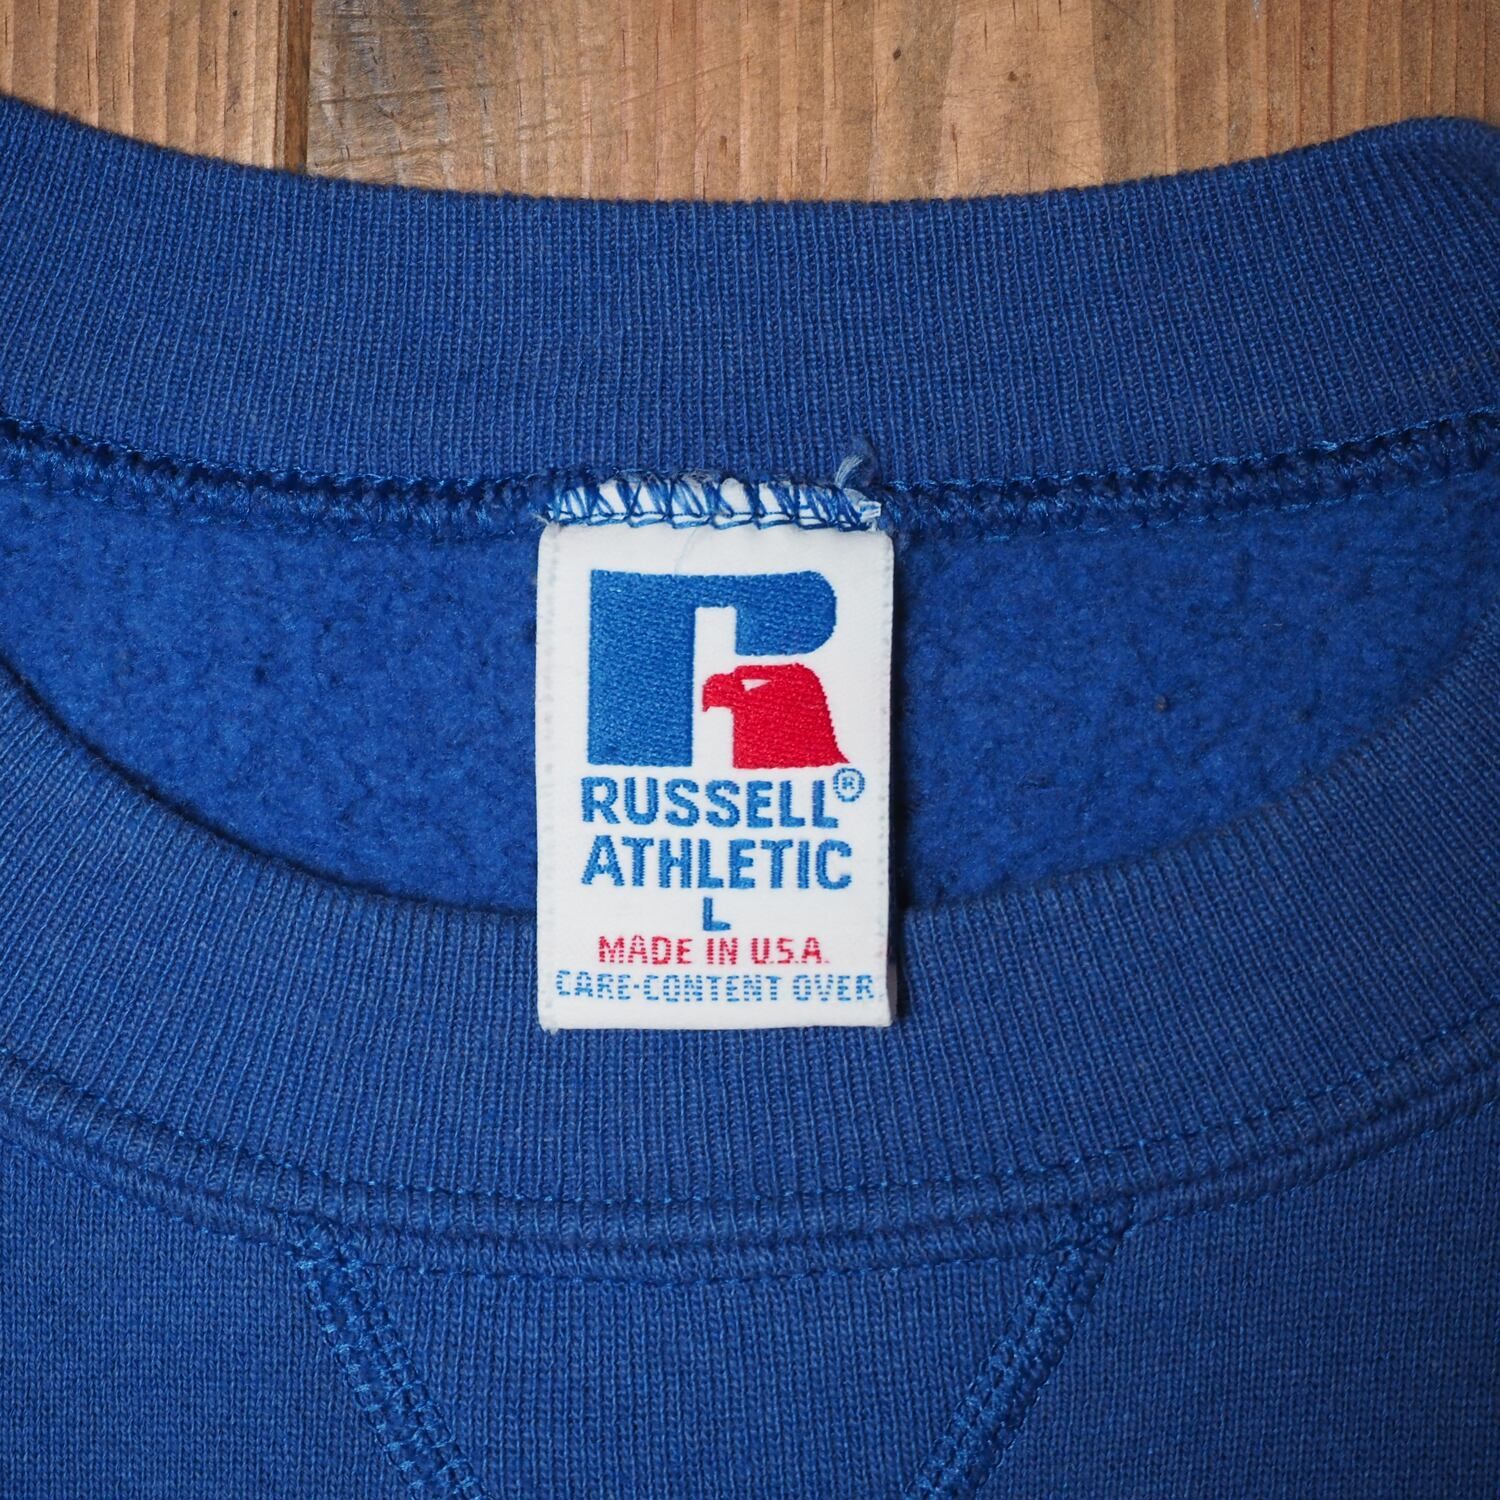 R
RUSSELL®
ATHLETIC
L
MADE IN U.S.A.
CARE-CONTENT OVER